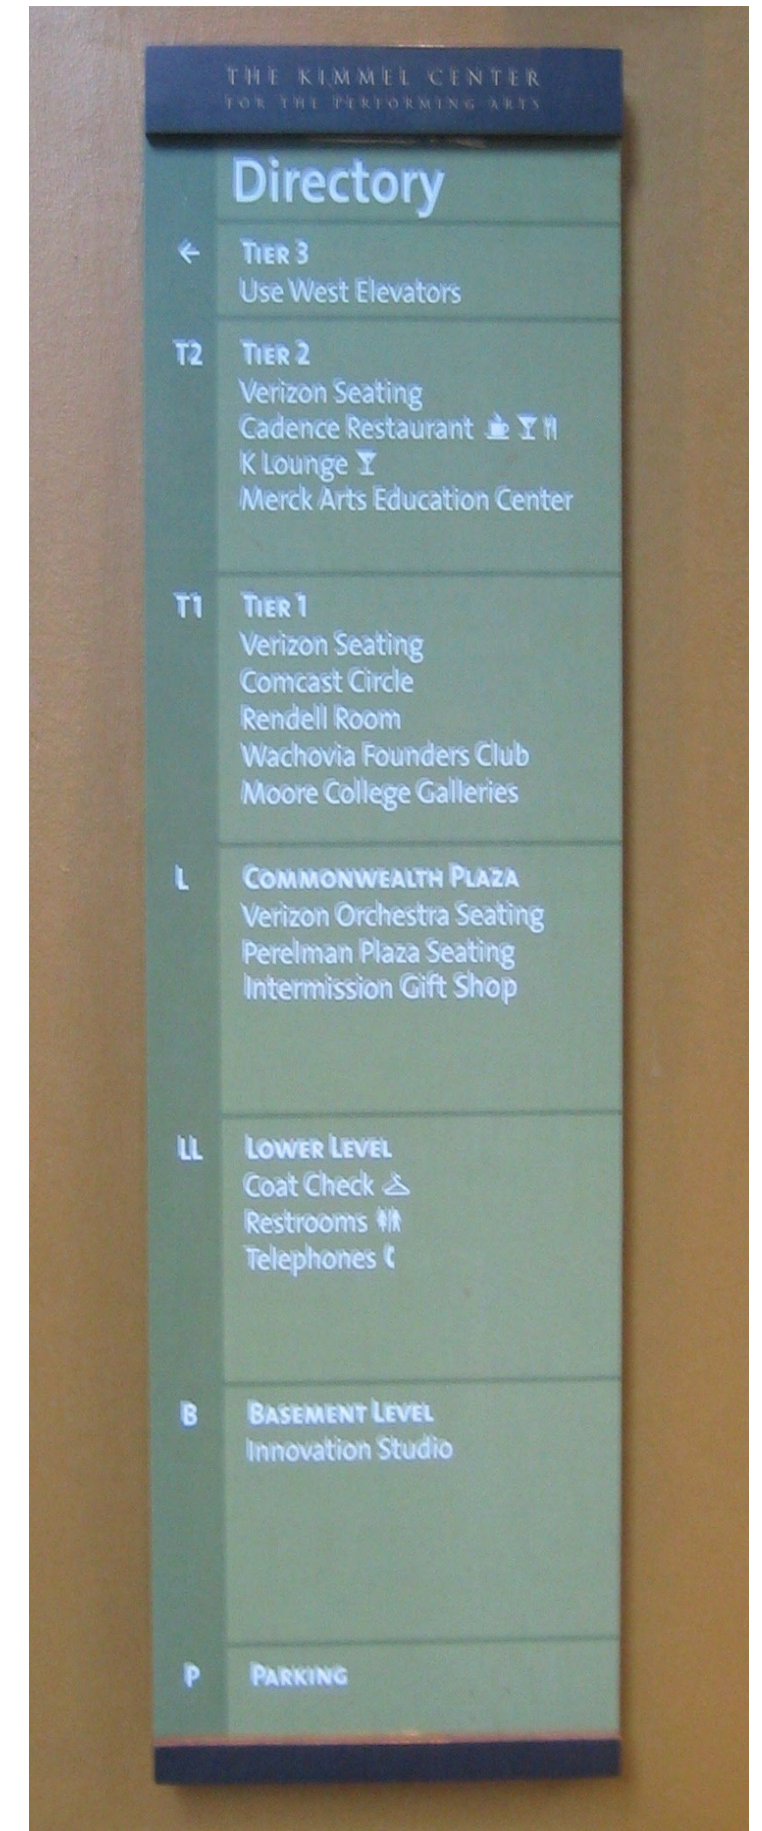 THE KIMMEL CENTER
FOR THE PERFORMING ARTS
Directory
← TIER 3
Use West Elevators
T2 TIER 2
Verizon Seating
Cadence Restaurant
K Lounge
Merck Arts Education Center
T1 TIER 1
Verizon Seating
Comcast Circle
Rendell Room
Wachovia Founders Club
Moore College Galleries
L COMMONWEALTH PLAZA
Verizon Orchestra Seating
Perelman Plaza Seating
Intermission Gift Shop
LL LOWER LEVEL
Coat Check
Restrooms
Telephones
B BASEMENT LEVEL
Innovation Studio
P PARKING